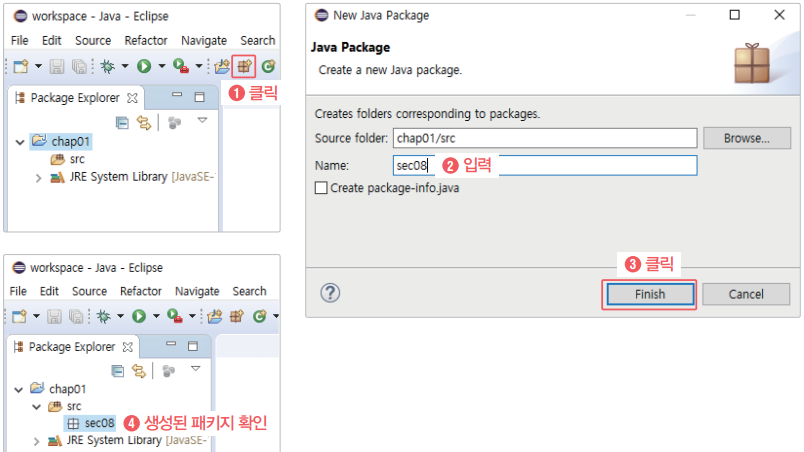 workspace - Java - Eclipse
File Edit Source Refactor Navigate Search
1 클릭
Package Explorer
chap01
src
JRE System Library [JavaSE-
New Java Package
Java Package
Create a new Java package.
Creates folders corresponding to packages.
Source folder: chap01/src Browse...
Name: sec08 2 입력
Create package-info.java
3 클릭
? Finish Cancel
workspace - Java - Eclipse
File Edit Source Refactor Navigate Search
Package Explorer
chap01
src
sec08 4 생성된 패키지 확인
JRE System Library [JavaSE-